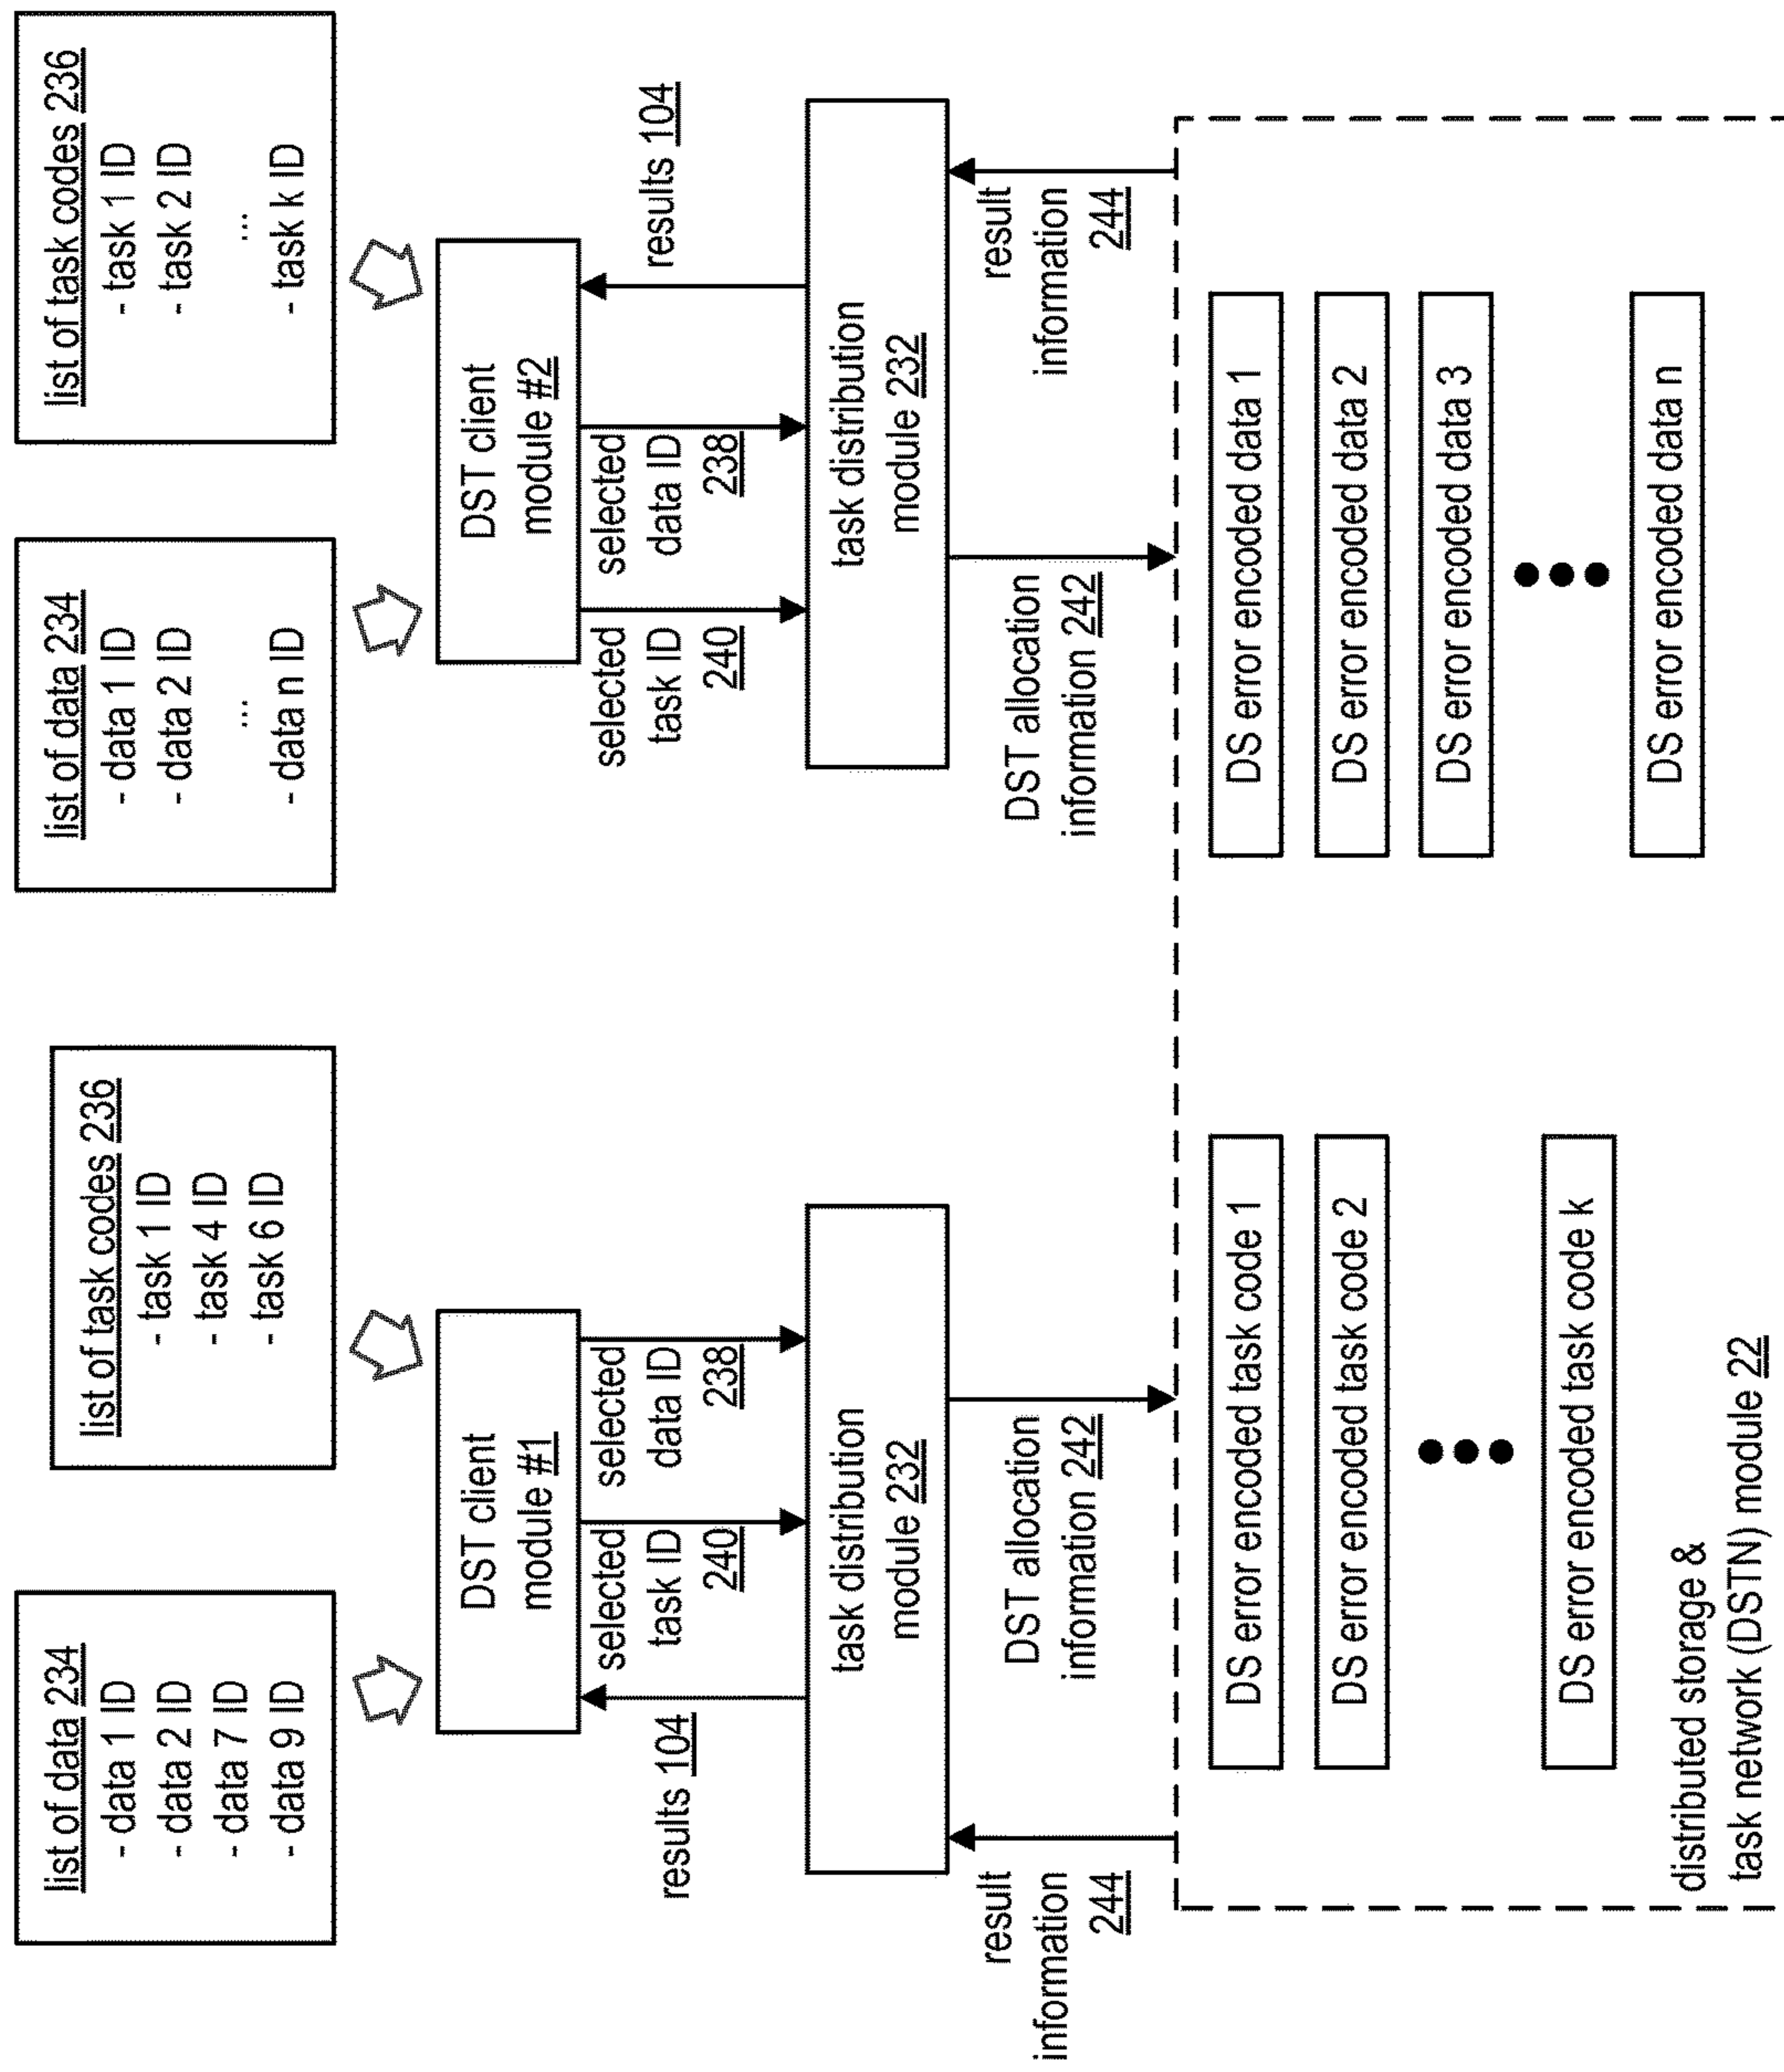 list of data 234
- data 1 ID
- data 2 ID
- data 7 ID
- data 9 ID
list of task codes 236
- task 1 ID
- task 4 ID
- task 6 ID
list of data 234
- data 1 ID
- data 2 ID
...
- data n ID
list of task codes 236
- task 1 ID
- task 2 ID
...
- task k ID
DST client
module #1
DST client
module #2
results 104
selected
task ID
240
selected
data ID
238
selected
task ID
240
selected
data ID
238
results 104
task distribution
module 232
task distribution
module 232
result
information
244
DST allocation
information 242
DST allocation
information 242
result
information
244
DS error encoded task code 1
DS error encoded task code 2
DS error encoded task code k
DS error encoded data 1
DS error encoded data 2
DS error encoded data 3
DS error encoded data n
distributed storage &
task network (DSTN) module 22